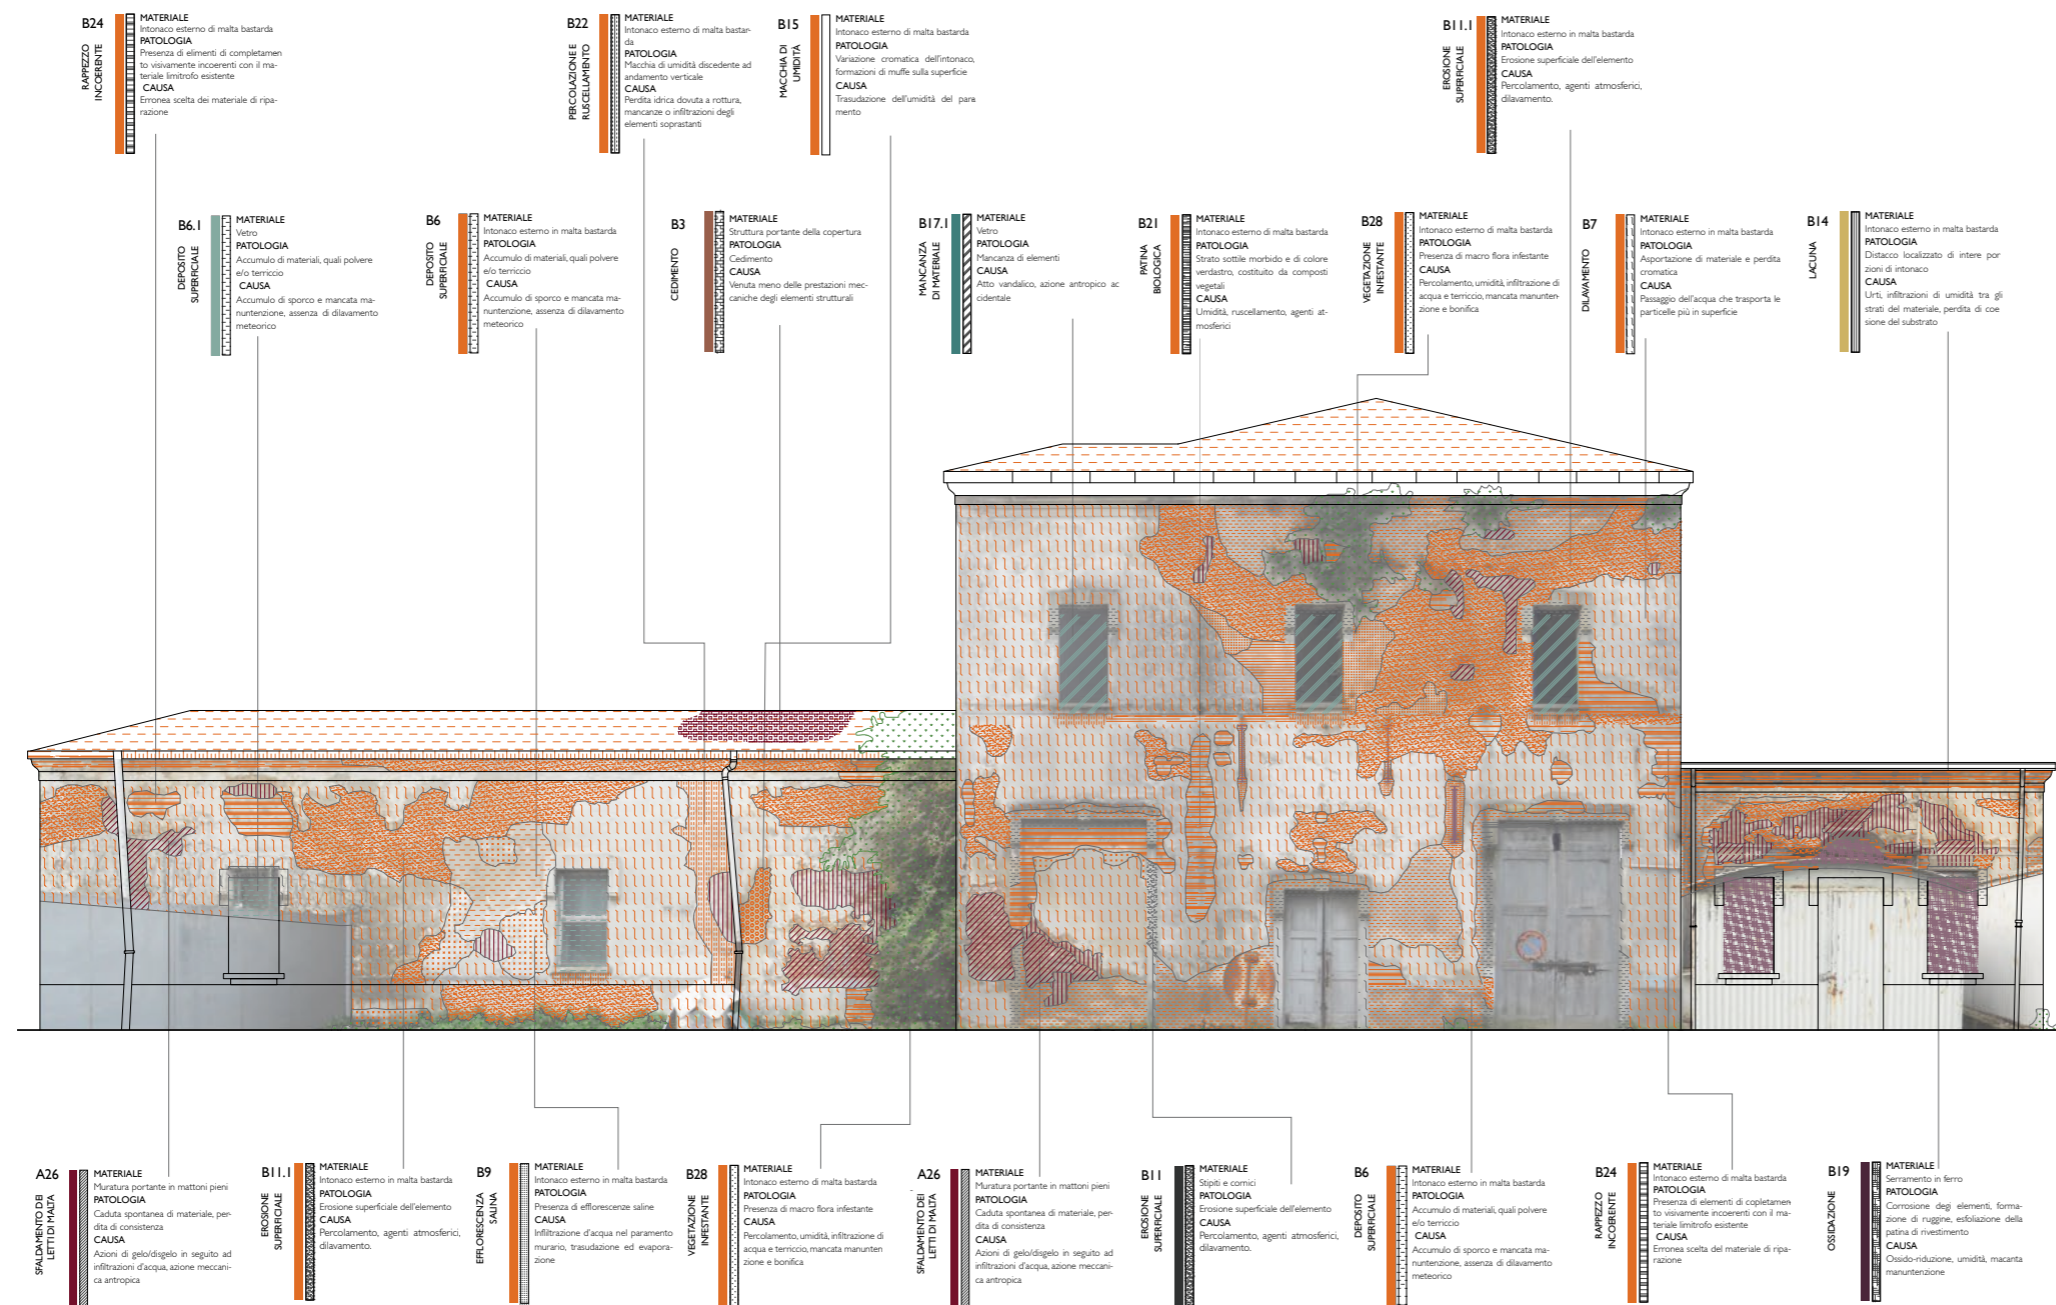 B24
RAPPEZZO
INCOERENTE
MATERIALE
Intonaco esterno di malta bastarda
PATOLOGIA
Presenza di elimenti di completamen
to visivamente incoerenti con il ma-
teriale limitrofo esistente
CAUSA
Erronea scelta dei materiale di ripa-
razione
B22
PERCOLAZIONE E
RUSCELLAMENTO
MATERIALE
Intonaco esterno di malta bastar-
da
PATOLOGIA
Macchia di umidità discedente ad
andamento verticale
CAUSA
Perdita idrica dovuta a rottura,
mancanze o infiltrazioni degli
elementi soprastanti
B15
MACCHIA DI
UMIDITÀ
MATERIALE
Intonaco esterno di malta bastarda
PATOLOGIA
Variazione cromatica dell'intonaco,
formazioni di muffe sulla superficie
CAUSA
Trasudazione dell'umidità del para
mento
B11.1
EROSIONE
SUPERFICIALE
MATERIALE
Intonaco esterno in malta bastarda
PATOLOGIA
Erosione superficiale dell'elemento
CAUSA
Percolamento, agenti atmosferici,
dilavamento.
B6.1
DEPOSITO
SUPERFICIALE
MATERIALE
Vetro
PATOLOGIA
Accumulo di materiali, quali polvere
e/o terriccio
CAUSA
Accumulo di sporco e mancata ma-
nuntenzione, assenza di dilavamento
meteorico
B6
DEPOSITO
SUPERFICIALE
MATERIALE
Intonaco esterno in malta bastarda
PATOLOGIA
Accumulo di materiali, quali polvere
e/o terriccio
CAUSA
Accumulo di sporco e mancata ma-
nuntenzione, assenza di dilavamento
meteorico
B3
CEDIMENTO
MATERIALE
Struttura portante della copertura
PATOLOGIA
Cedimento
CAUSA
Venuta meno delle prestazioni mec-
caniche degli elementi strutturali
B17.1
MANCANZA
DI MATERIALE
MATERIALE
Vetro
PATOLOGIA
Mancanza di elementi
CAUSA
Atto vandalico, azione antropico ac
cidentale
B21
PATINA
BIOLOGICA
MATERIALE
Intonaco esterno di malta bastarda
PATOLOGIA
Strato sottile morbido e di colore
verdastro, costituito da composti
vegetali
CAUSA
Umidità, ruscellamento, agenti at-
mosferici
B28
VEGETAZIONE
INFESTANTE
MATERIALE
Intonaco esterno di malta bastarda
PATOLOGIA
Presenza di macro flora infestante
CAUSA
Percolamento, umidità, infiltrazione di
acqua e terriccio, mancata manunten-
zione e bonifica
B7
DILAVAMENTO
MATERIALE
Intonaco esterno in malta bastarda
PATOLOGIA
Asportazione di materiale e perdita
cromatica
CAUSA
Passaggio dell'acqua che trasporta le
particelle più in superficie
B14
LACUNA
MATERIALE
Intonaco esterno in malta bastarda
PATOLOGIA
Distacco localizzato di intere por
zioni di intonaco
CAUSA
Urti, infiltrazioni di umidità tra gli
strati del materiale, perdita di coe
sione del substrato
A26
SFALDAMENTO DEI
LETTI DI MALTA
MATERIALE
Muratura portante in mattoni pieni
PATOLOGIA
Caduta spontanea di materiale, per-
dita di consistenza
CAUSA
Azioni di gelo/disgelo in seguito ad
infiltrazioni d'acqua, azione meccani-
ca antropica
B11.1
EROSIONE
SUPERFICIALE
MATERIALE
Intonaco esterno in malta bastarda
PATOLOGIA
Erosione superficiale dell'elemento
CAUSA
Percolamento, agenti atmosferici,
dilavamento.
B9
EFFLORESCENZA
SALINA
MATERIALE
Intonaco esterno in malta bastarda
PATOLOGIA
Presenza di efflorescenze saline
CAUSA
Infiltrazione d'acqua nel paramento
murario, trasudazione ed evapora-
zione
B28
VEGETAZIONE
INFESTANTE
MATERIALE
Intonaco esterno di malta bastarda
PATOLOGIA
Presenza di macro flora infestante
CAUSA
Percolamento, umidità, infiltrazione di
acqua e terriccio, mancata manunten
zione e bonifica
A26
SFALDAMENTO DEI
LETTI DI MALTA
MATERIALE
Muratura portante in mattoni pieni
PATOLOGIA
Caduta spontanea di materiale, per-
dita di consistenza
CAUSA
Azioni di gelo/disgelo in seguito ad
infiltrazioni d'acqua, azione meccani-
ca antropica
B11
EROSIONE
SUPERFICIALE
MATERIALE
Stipiti e cornici
PATOLOGIA
Erosione superficiale dell'elemento
CAUSA
Percolamento, agenti atmosferici,
dilavamento.
B6
DEPOSITO
SUPERFICIALE
MATERIALE
Intonaco esterno in malta bastarda
PATOLOGIA
Accumulo di materiali, quali polvere
e/o terriccio
CAUSA
Accumulo di sporco e mancata ma-
nuntenzione, assenza di dilavamento
meteorico
B24
RAPPEZZO
INCOERENTE
MATERIALE
Intonaco esterno di malta bastarda
PATOLOGIA
Presenza di elementi di copletamen
to visivamente incoerenti con il ma-
teriale limitrofo esistente
CAUSA
Erronea scelta del materiale di ripa-
razione
B19
OSSIDAZIONE
MATERIALE
Serramento in ferro
PATOLOGIA
Corrosione degli elementi, forma-
zione di ruggine, esfoliazione della
patina di rivestimento
CAUSA
Ossido-riduzione, umidità, macanta
manuntenzione